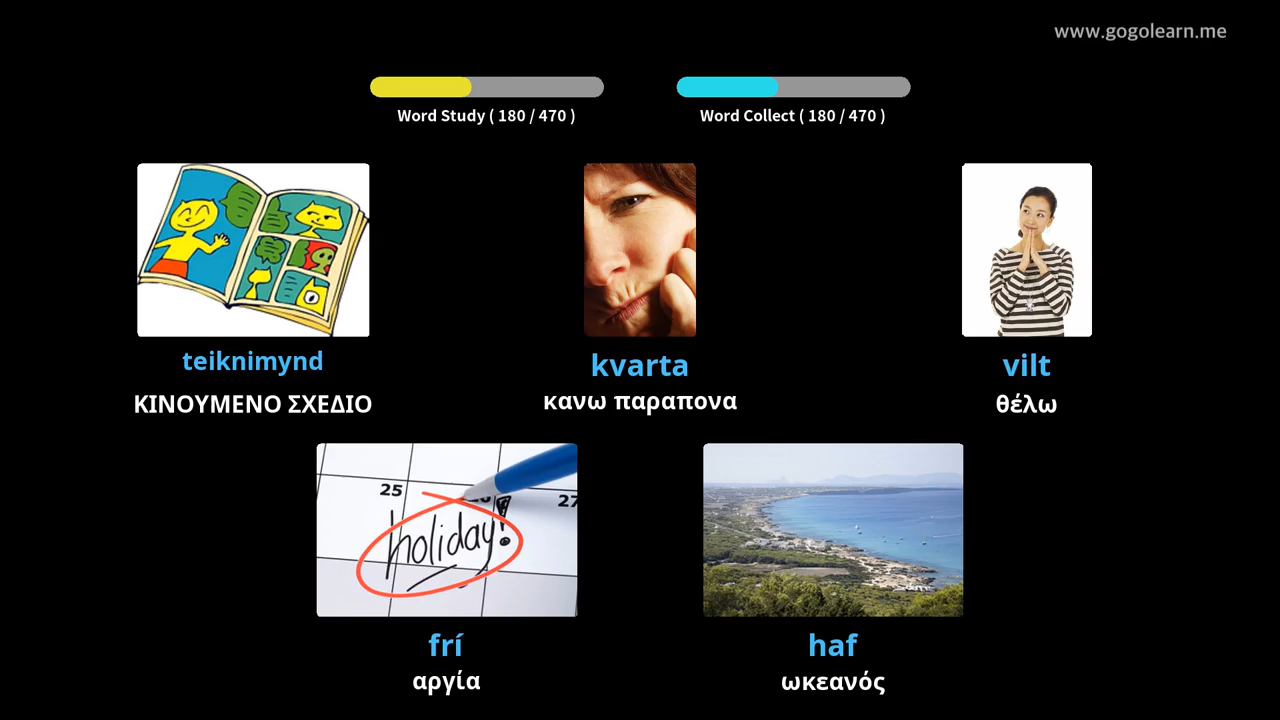 www.gogolearn.me
Word Study ( 180 / 470 )
Word Collect ( 180 / 470 )
teiknimynd
kvarta
vilt
ΚΙΝΟΥΜΕΝΟ ΣΧΕΔΙΟ
κανω παραπονα
θέλω
25
27
holiday!
frí
haf
αργία
ωκεανός